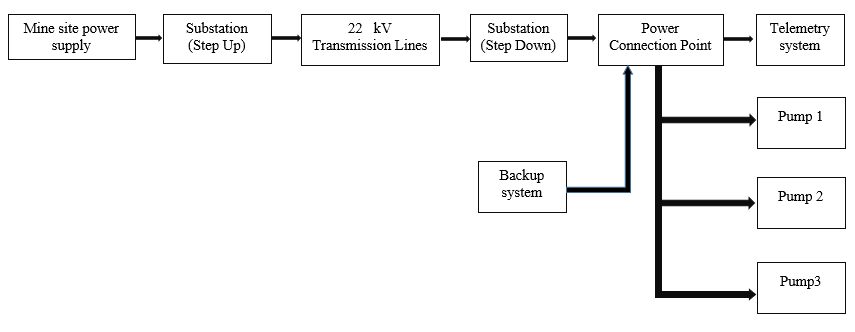 Mine site power
supply
Substation
(Step Up)
22 kV
Transmission Lines
Substation
(Step Down)
Power
Connection Point
Telemetry
system
Pump 1
Backup
system
Pump 2
Pump3